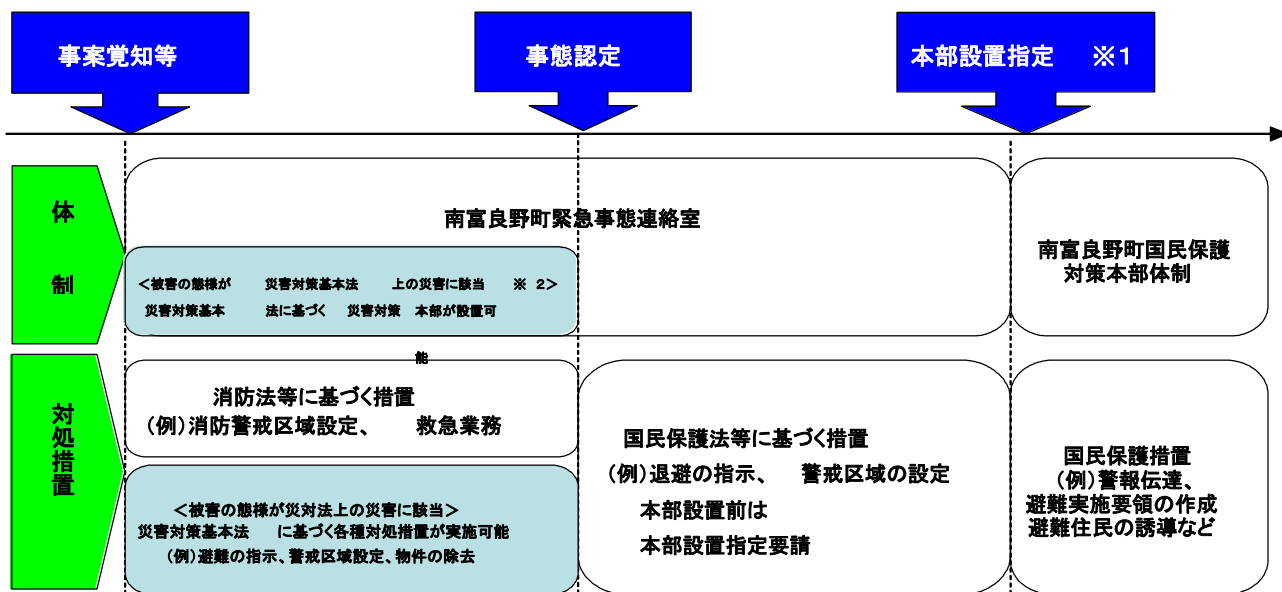 事案覚知等
事態認定
本部設置指定　※1
体制
南富良野町緊急事態連絡室
＜被害の態様が　災害対策基本法　上の災害に該当　※ 2＞
災害対策基本　法に基づく　災害対策　本部が設置可
能
南富良野町国民保護
対策本部体制
対処措置
消防法等に基づく措置
(例)消防警戒区域設定、　救急業務
＜被害の態様が災対法上の災害に該当＞
災害対策基本法　に基づく各種対処措置が実施可能
(例)避難の指示、警戒区域設定、物件の除去
国民保護法等に基づく措置
(例)退避の指示、　警戒区域の設定
本部設置前は
本部設置指定要請
国民保護措置
(例)警報伝達、
避難実施要領の作成
避難住民の誘導など